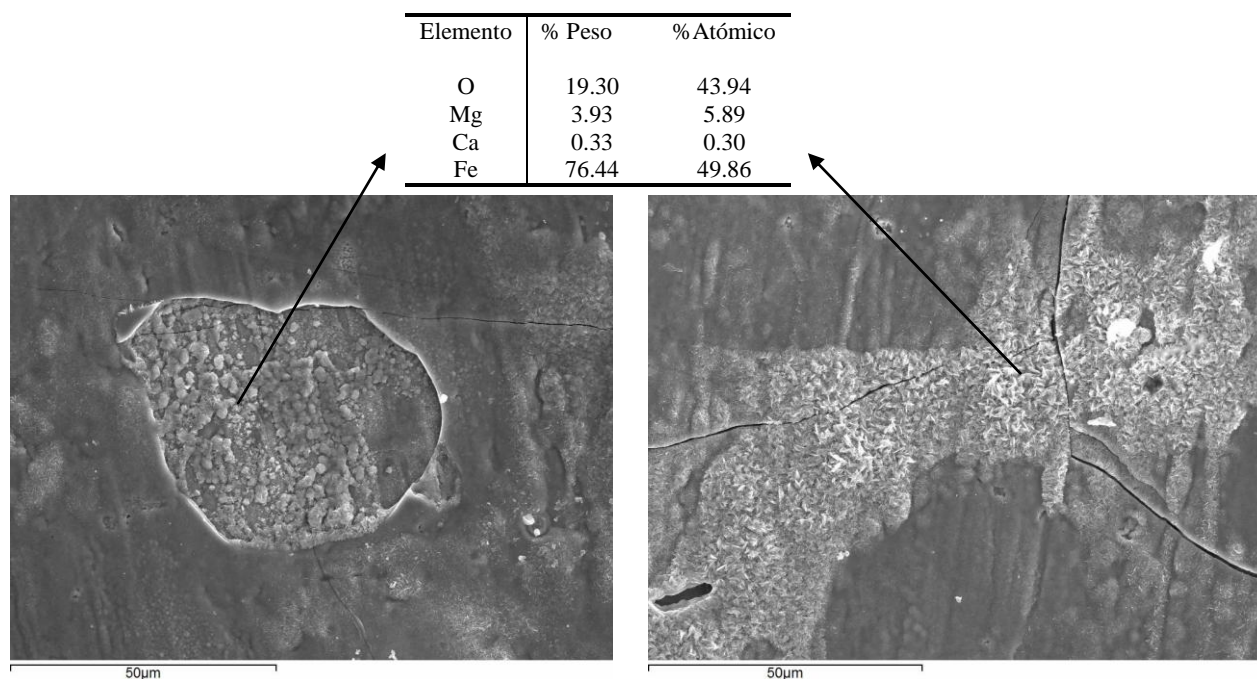 Elemento % Peso %Atómico
O 19.30 43.94
Mg 3.93 5.89
Ca 0.33 0.30
Fe 76.44 49.86
50µm 50µm